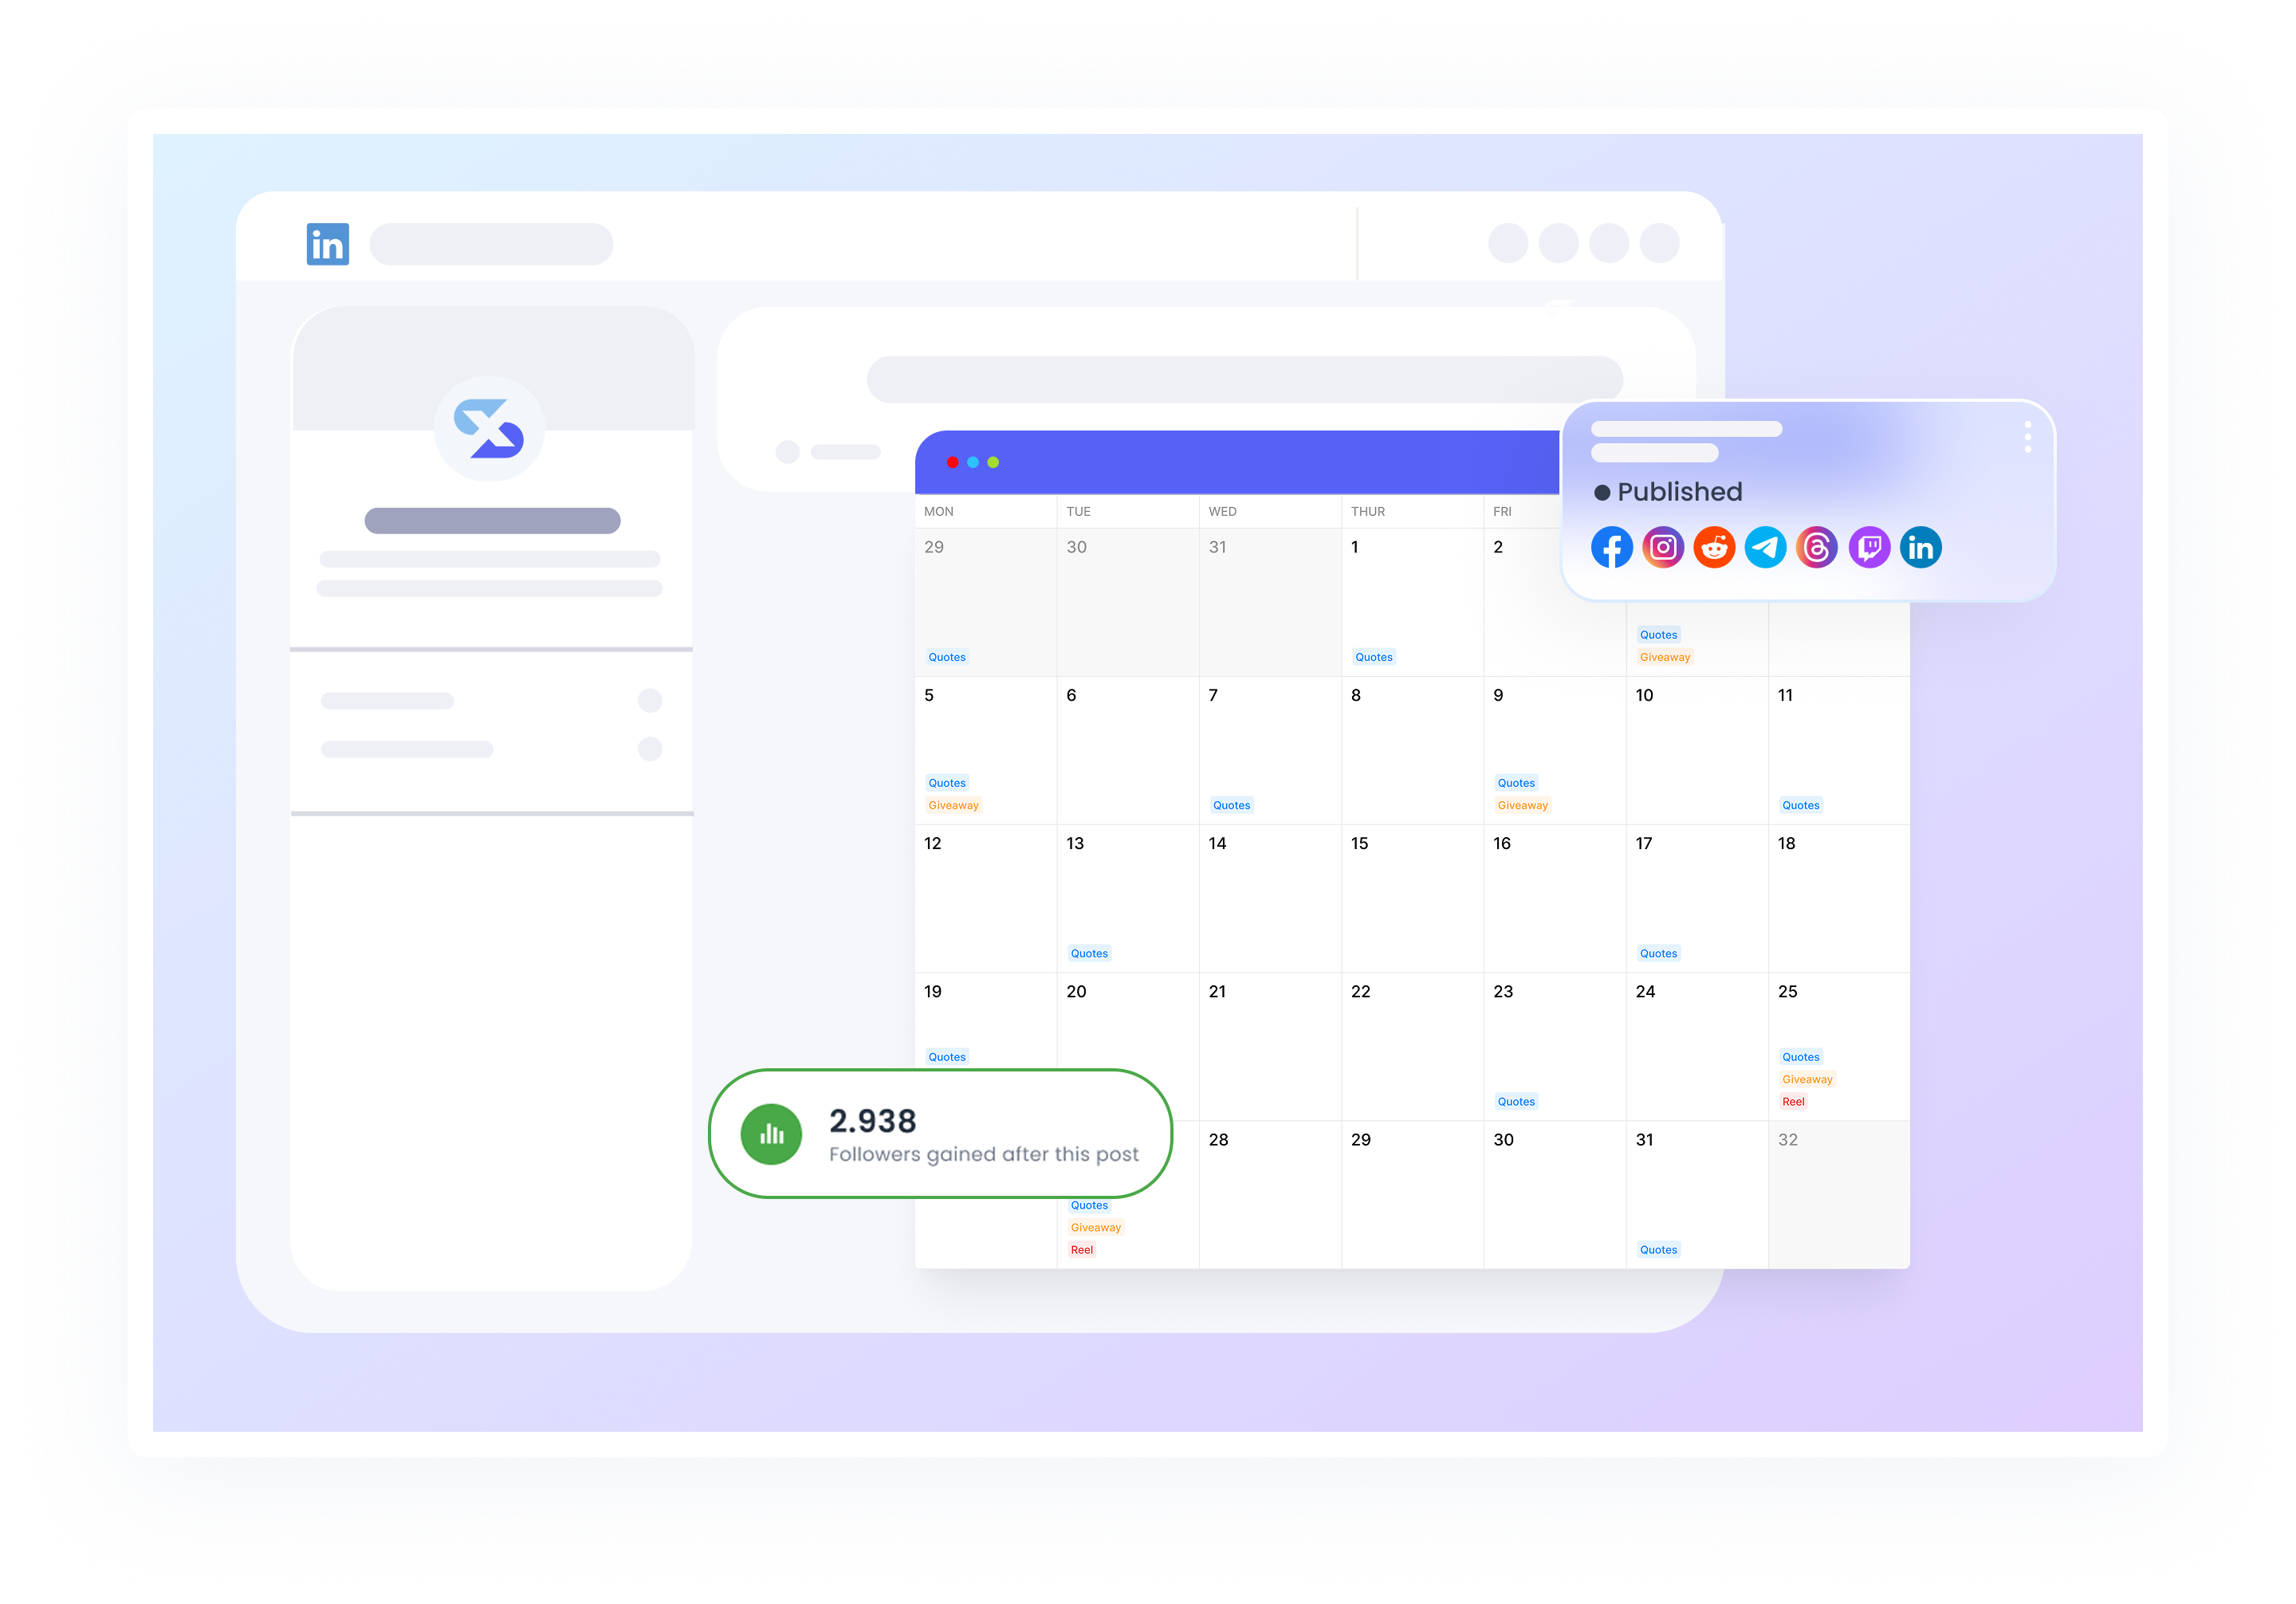 in
MON TUE WED THUR FRI
Published
in
29 30 31 1 2
Quotes
Quotes Quotes Giveaway
5 6 7 8 9 10 11
Quotes Quotes
Giveaway Quotes Giveaway Quotes
12 13 14 15 16 17 18
Quotes Quotes
19 20 21 22 23 24 25
Quotes Quotes
Giveaway
Quotes Reel
2.938
Followers gained after this post
28 29 30 31 32
Quotes
Giveaway
Reel Quotes